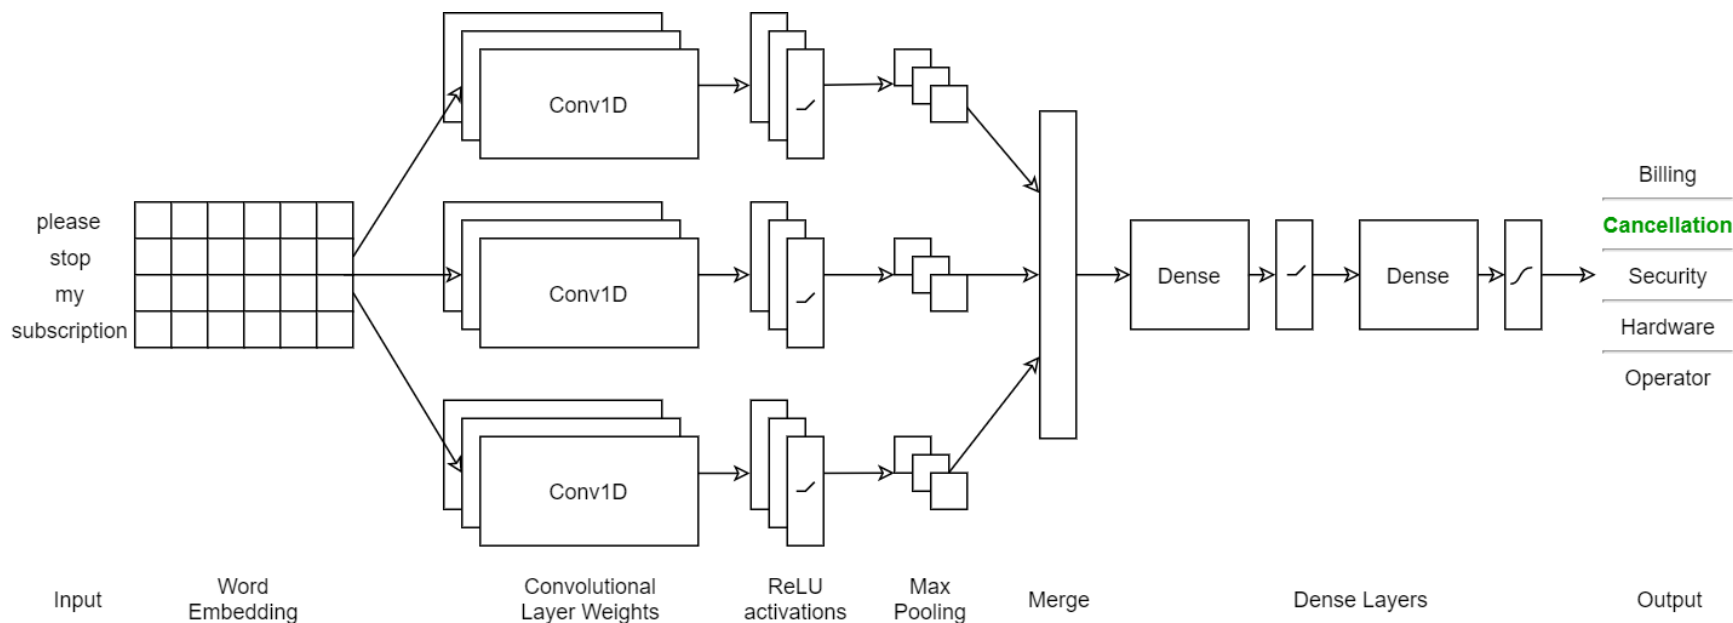 please
stop
my
subscription
Conv1D
Conv1D
Conv1D
Dense
Dense
Billing
Cancellation
Security
Hardware
Operator
Input
Word
Embedding
Convolutional
Layer Weights
ReLU
activations
Max
Pooling
Merge
Dense Layers
Output